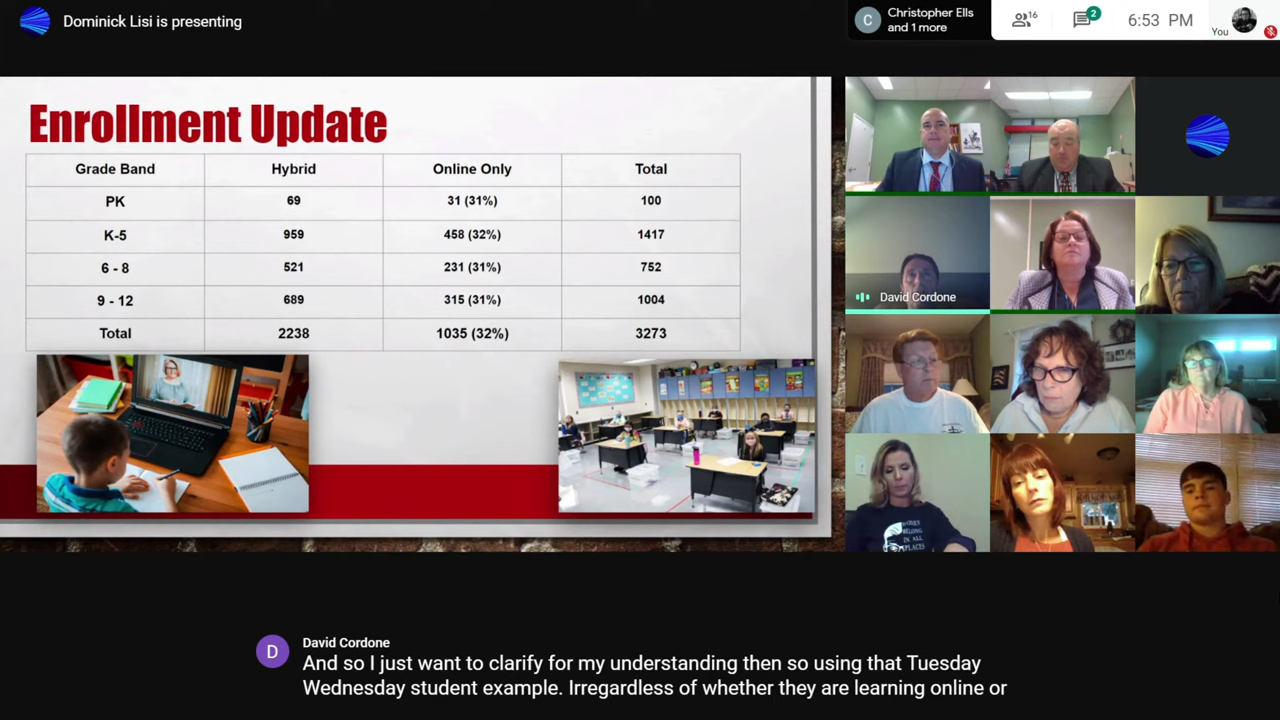 Dominick Lisi is presenting
C
Christopher Ells
and 1 more
16
2
6:53 PM
You
Enrollment Update
Grade Band Hybrid Online Only Total
PK 69 31 (31%) 100
K-5 959 458 (32%) 1417
6 - 8 521 231 (31%) 752
9 - 12 689 315 (31%) 1004
Total 2238 1035 (32%) 3273
David Cordone
BELONG
IN ALL
PLACES
D
David Cordone
And so I just want to clarify for my understanding then so using that Tuesday
Wednesday student example. Irregardless of whether they are learning online or